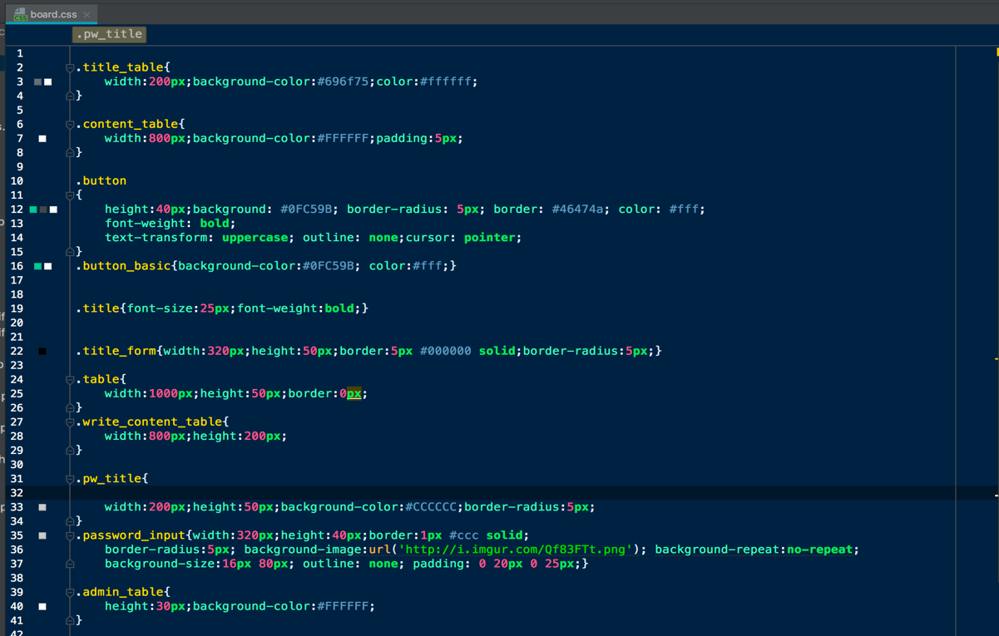 board.css
.pw_title
1
2 .title_table{
3 width:200px;background-color:#696f75;color:#ffffff;
4 }
5
6 .content_table{
7 width:800px;background-color:#FFFFFF;padding:5px;
8 }
9
10 .button
11 {
12 height:40px;background: #0FC59B; border-radius: 5px; border: #46474a; color: #fff;
13 font-weight: bold;
14 text-transform: uppercase; outline: none;cursor: pointer;
15 }
16 .button_basic{background-color:#0FC59B; color:#fff;}
17
18
19 .title{font-size:25px;font-weight:bold;}
20
21
22 .title_form{width:320px;height:50px;border:5px #000000 solid;border-radius:5px;}
23
24 .table{
25 width:1000px;height:50px;border:0px;
26 }
27 .write_content_table{
28 width:800px;height:200px;
29 }
30
31 .pw_title{
32
33 width:200px;height:50px;background-color:#CCCCCC;border-radius:5px;
34 }
35 .password_input{width:320px;height:40px;border:1px #ccc solid;
36 border-radius:5px; background-image:url('http://i.imgur.com/Qf83FTt.png'); background-repeat:no-repeat;
37 background-size:16px 80px; outline: none; padding: 0 20px 0 25px;}
38
39 .admin_table{
40 height:30px;background-color:#FFFFFF;
41 }
42